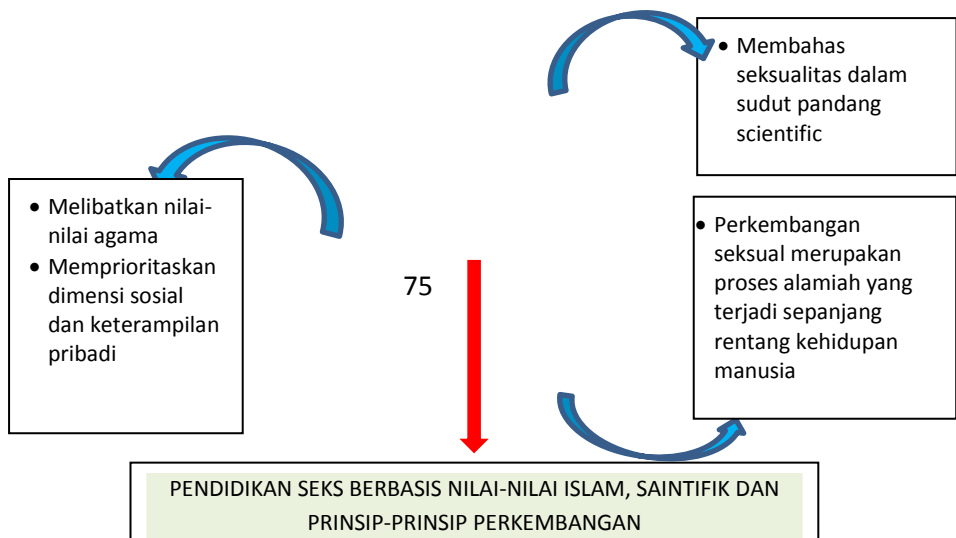 • Membahas
seksualitas dalam
sudut pandang
scientific
• Melibatkan nilai-
nilai agama
• Memprioritaskan
dimensi sosial
dan keterampilan
pribadi
75
• Perkembangan
seksual merupakan
proses alamiah yang
terjadi sepanjang
rentang kehidupan
manusia
PENDIDIKAN SEKS BERBASIS NILAI-NILAI ISLAM, SAINTIFIK DAN
PRINSIP-PRINSIP PERKEMBANGAN